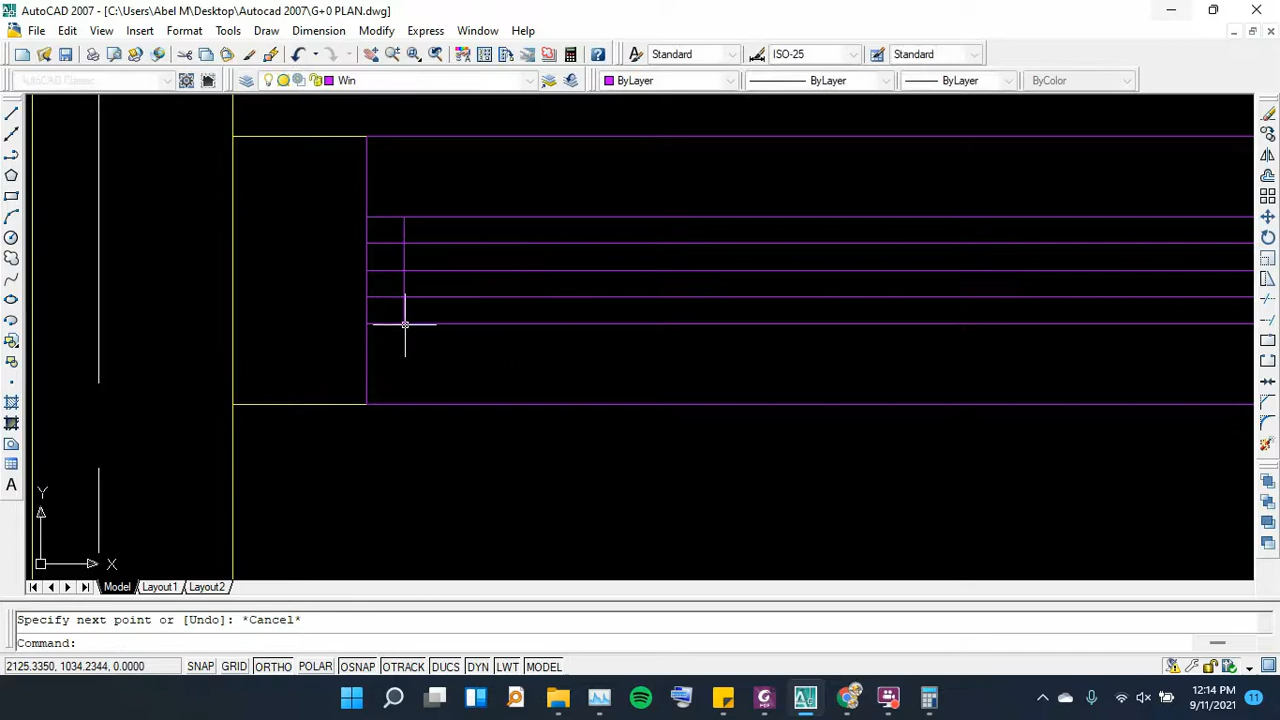 AutoCAD 2007 - [C:\Users\Abel M\Desktop\Autocad 2007\G+0 PLAN.dwg]
File Edit View Insert Format Tools Draw Dimension Modify Express Window Help
Standard ISO-25 Standard
AutoCAD Classic Win ByLayer ByLayer ByLayer ByColor
Y
X
Model Layout1 Layout2
Specify next point or [Undo]: *Cancel*
Command:
2125.3350, 1034.2344, 0.0000 SNAP GRID ORTHO POLAR OSNAP OTRACK DUCS DYN LWT MODEL
12:14 PM
9/11/2021